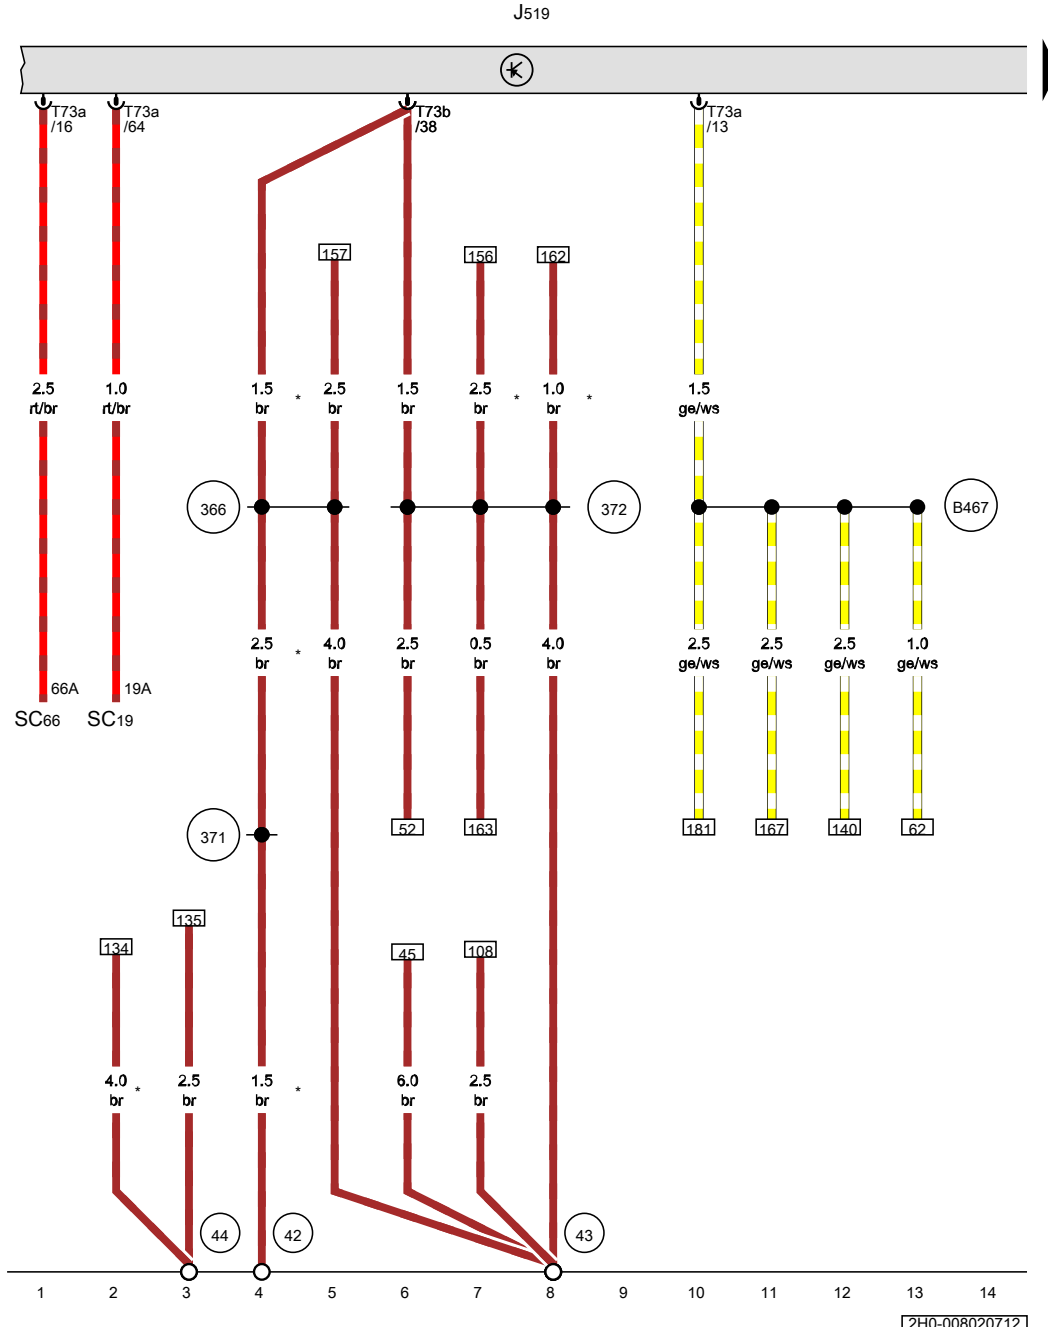 J519
T73a T73a T73b T73a
/16 /64 /38 /13
157 156 162
2.5 1.0 1.5 * 2.5 1.5 2.5 * 1.0 * 1.5
rt/br rt/br br br br br br ge/ws
366 372 B467
2.5 * 4.0 2.5 0.5 4.0 2.5 2.5 2.5 1.0
br br br br br ge/ws ge/ws ge/ws ge/ws
66A 19A
SC66 SC19
371 52 163 181 167 140 62
135
134 45 108
4.0 * 2.5 1.5 * 6.0 2.5
br br br br br
44 42 43
1 2 3 4 5 6 7 8 9 10 11 12 13 14
2H0-008020712